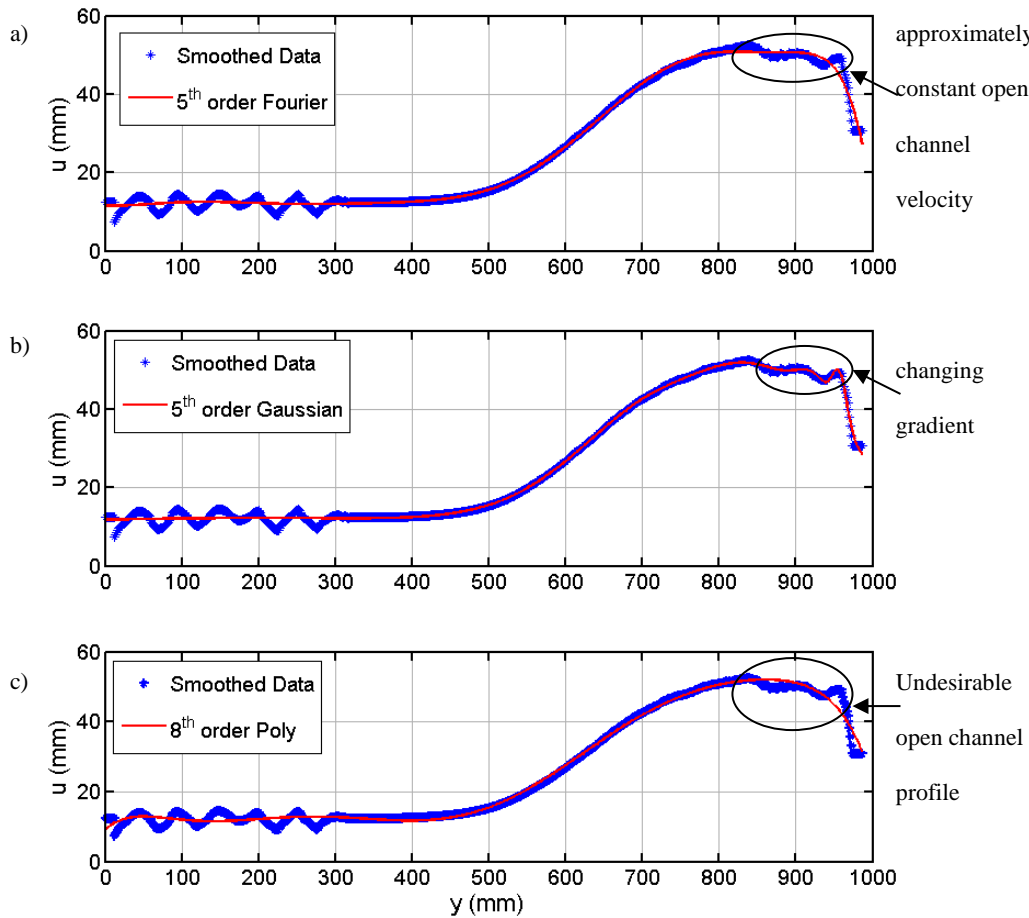 a)
60
40
20
0
u (mm)
Smoothed Data
5th order Fourier
0 100 200 300 400 500 600 700 800 900 1000
approximately
constant open
channel
velocity
b)
60
40
20
0
u (mm)
Smoothed Data
5th order Gaussian
0 100 200 300 400 500 600 700 800 900 1000
changing
gradient
c)
60
40
20
0
u (mm)
Smoothed Data
8th order Poly
0 100 200 300 400 500 600 700 800 900 1000
y (mm)
Undesirable
open channel
profile